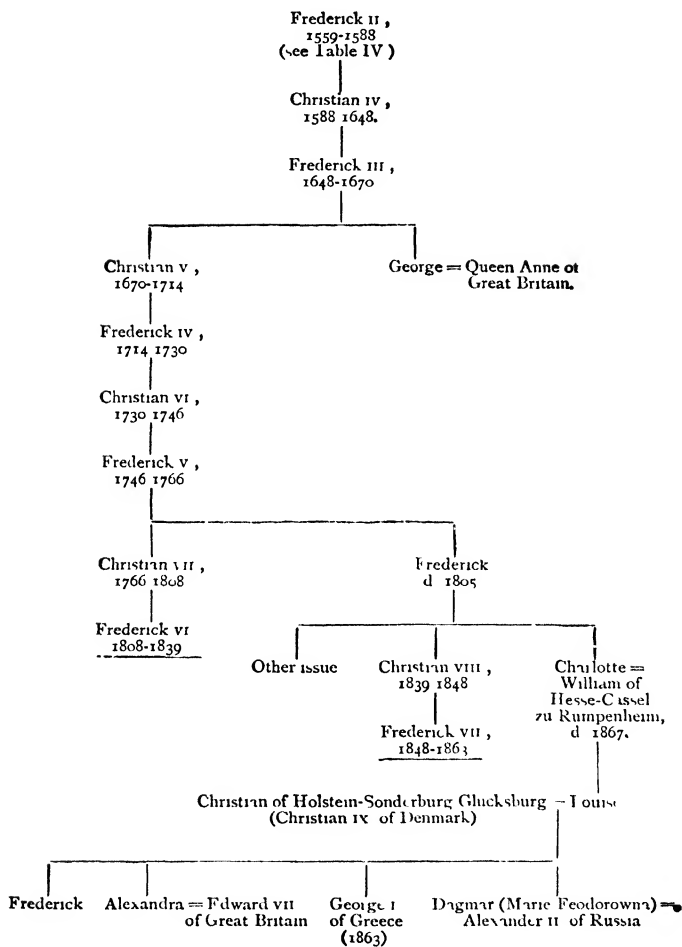 Frederick II,
1559-1588
(see Table IV)
Christian IV,
1588 1648.
Frederick III,
1648-1670
Christian V,
1670-1714
George = Queen Anne of
Great Britain.
Frederick IV,
1714 1730
Christian VI,
1730 1746
Frederick V,
1746 1766
Christian VII,
1766 1808
Frederick
d 1805
Frederick VI
1808-1839
Other issue
Christian VIII,
1839 1848
Charlotte =
William of
Hesse-Cassel
zu Rumpenheim,
d 1867.
Frederick VII,
1848-1863
Christian of Holstein-Sonderburg Glucksburg = Louise
(Christian IX of Denmark)
Frederick
Alexandra = Edward VII
of Great Britain
George I
of Greece
(1863)
Dagmar (Marie Feodorowna) =
Alexander II of Russia